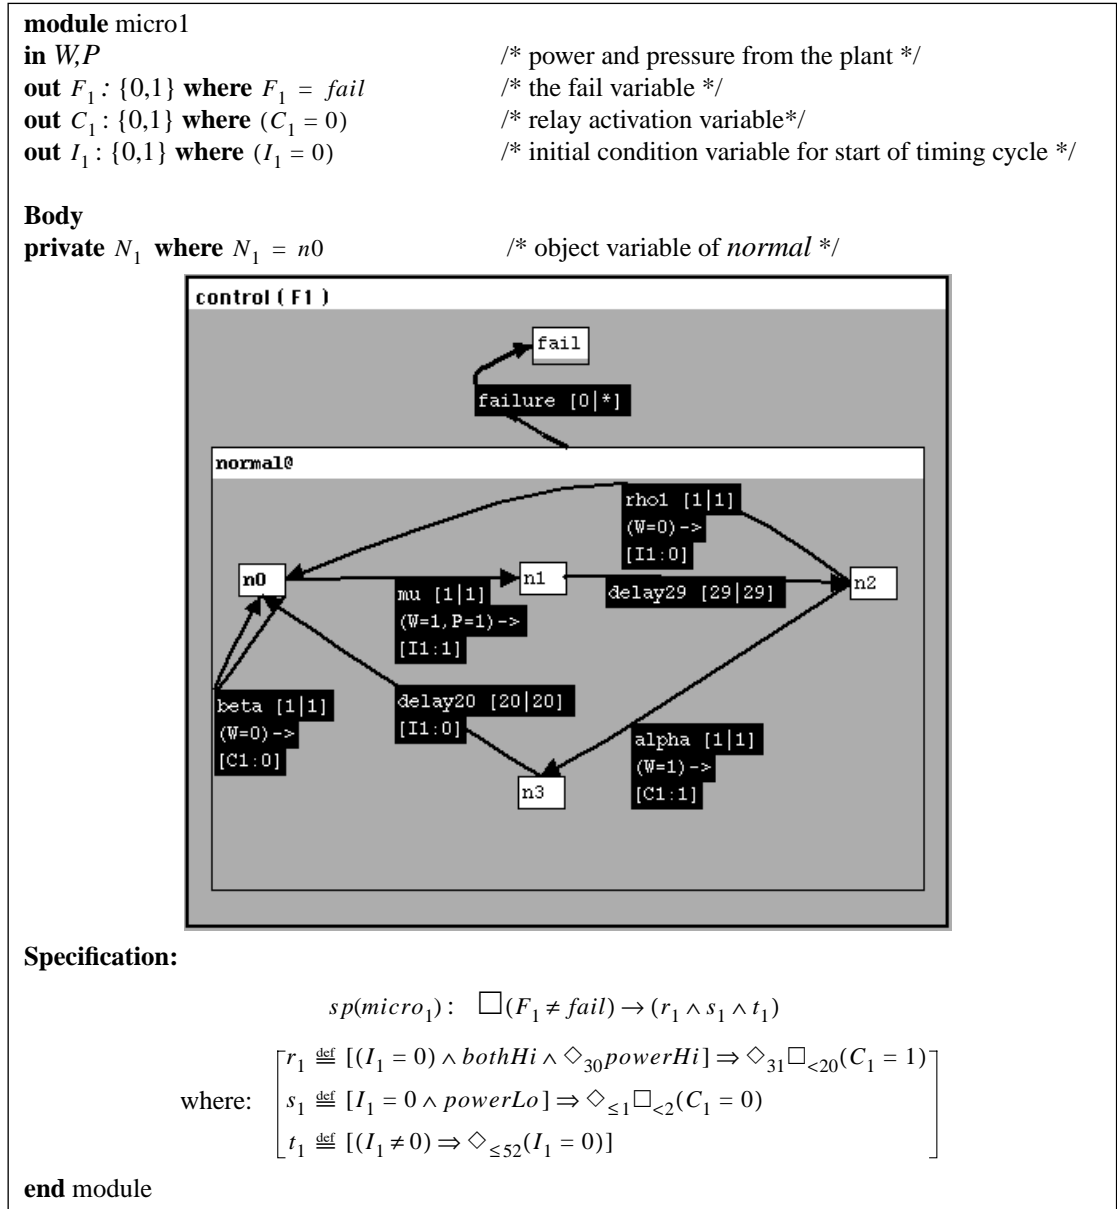 module micro1
in W,P /* power and pressure from the plant */
out F₁ : {0,1} where F₁ = fail /* the fail variable */
out C₁ : {0,1} where (C₁ = 0) /* relay activation variable*/
out I₁ : {0,1} where (I₁ = 0) /* initial condition variable for start of timing cycle */
Body
private N₁ where N₁ = n0 /* object variable of normal */
control ( F1 )
fail
failure [0|*]
normal@
rho1 [1|1]
(W=0)->
[I1:0]
n0
n1
n2
mu [1|1]
(W=1,P=1)->
[I1:1]
delay29 [29|29]
beta [1|1]
(W=0)->
[C1:0]
delay20 [20|20]
[I1:0]
alpha [1|1]
(W=1)->
[C1:1]
n3
Specification:
sp(micro₁) : □(F₁ ≠ fail) → (r₁ ∧ s₁ ∧ t₁)
r₁ ≝ [(I₁ = 0) ∧ bothHi ∧ ◇₃₀powerHi] ⇒ ◇₃₁□<₂₀(C₁ = 1)
where: s₁ ≝ [I₁ = 0 ∧ powerLo] ⇒ ◇≤₁□<₂(C₁ = 0)
t₁ ≝ [(I₁ ≠ 0) ⇒ ◇≤₅₂(I₁ = 0)]
end module